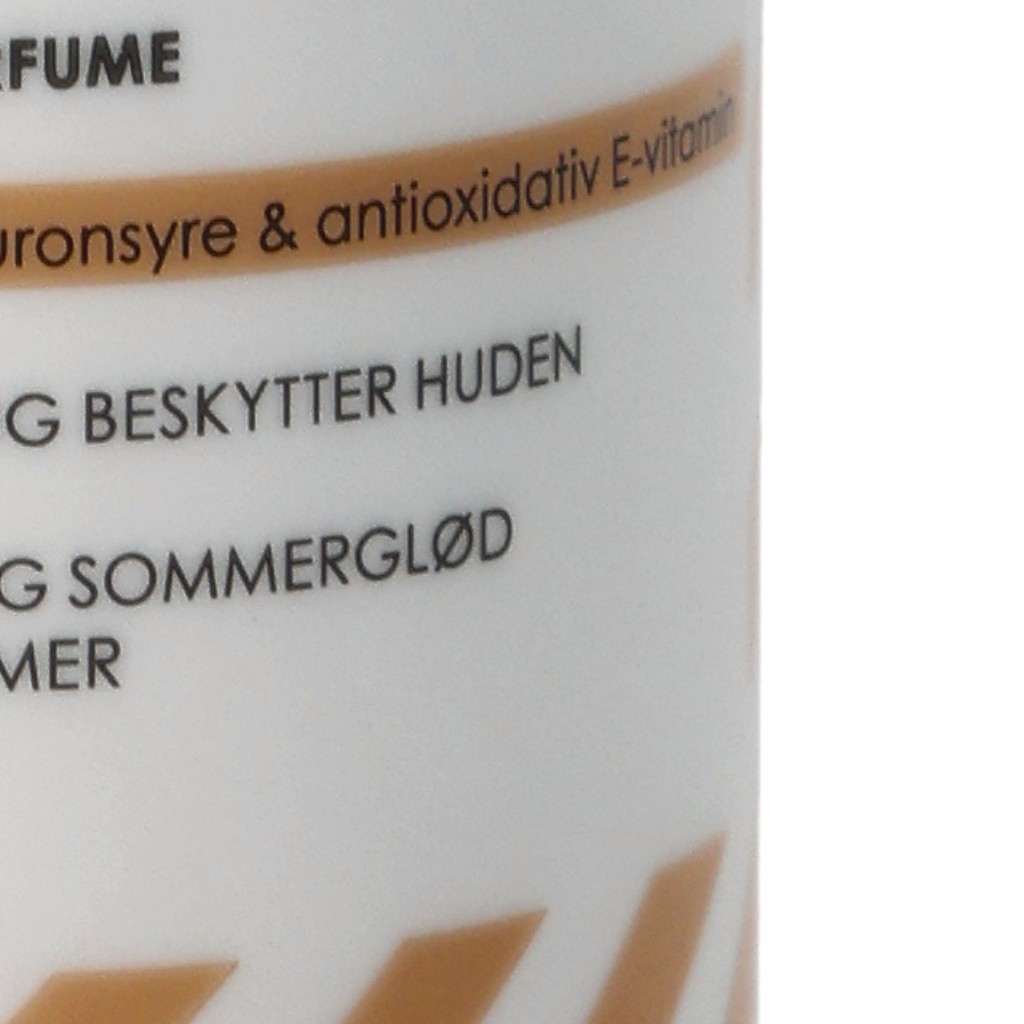 RFUME
uronsyre & antioxidativ E-vitamin
G BESKYTTER HUDEN
G SOMMERGLØD
MER